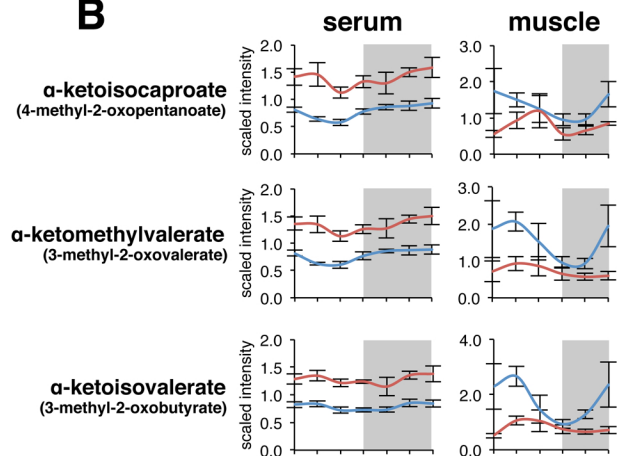 B
serum
muscle
α-ketoisocaproate
(4-methyl-2-oxopentanoate)
scaled intensity
2.0
1.5
1.0
0.5
0.0
3.0
2.0
1.0
0.0
α-ketomethylvalerate
(3-methyl-2-oxovalerate)
scaled intensity
2.0
1.5
1.0
0.5
0.0
3.0
2.0
1.0
0.0
α-ketoisovalerate
(3-methyl-2-oxobutyrate)
scaled intensity
2.0
1.5
1.0
0.5
0.0
4.0
2.0
0.0